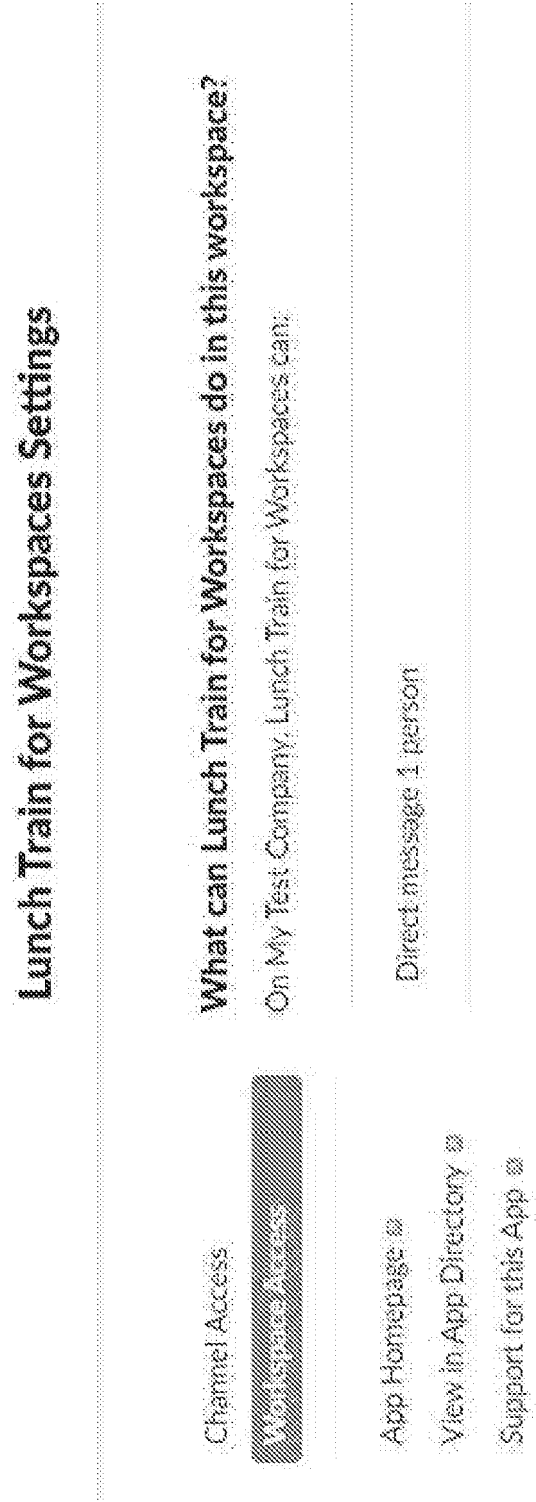 Lunch Train for Workspaces Settings
Channel Access
Workspace Access
App Homepage
View in App Directory
Support for this App
What can Lunch Train for Workspaces do in this workspace?
On My Test Company, Lunch Train for Workspaces can:
Direct message 1 person